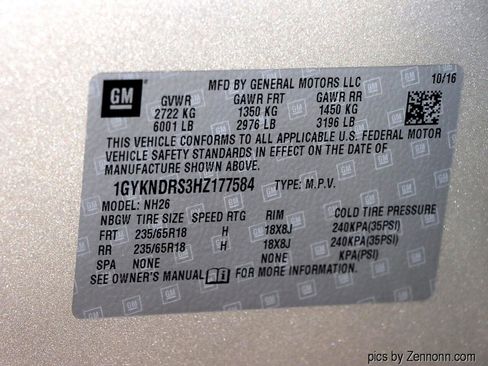 GM
MFD BY GENERAL MOTORS LLC 10/16
GVWR GAWR FRT GAWR RR
2722 KG 1350 KG 1450 KG
6001 LB 2976 LB 3196 LB
THIS VEHICLE CONFORMS TO ALL APPLICABLE U.S. FEDERAL MOTOR
VEHICLE SAFETY STANDARDS IN EFFECT ON THE DATE OF
MANUFACTURE SHOWN ABOVE.
1GYKNDRS3HZ177584 TYPE: M.P.V.
MODEL: NH26
NBGW TIRE SIZE SPEED RTG RIM COLD TIRE PRESSURE
FRT 235/65R18 H 18X8J 240KPA(35PSI)
RR 235/65R18 H 18X8J 240KPA(35PSI)
SPA NONE NONE KPA(PSI)
SEE OWNER'S MANUAL FOR MORE INFORMATION.
pics by Zennonn.com